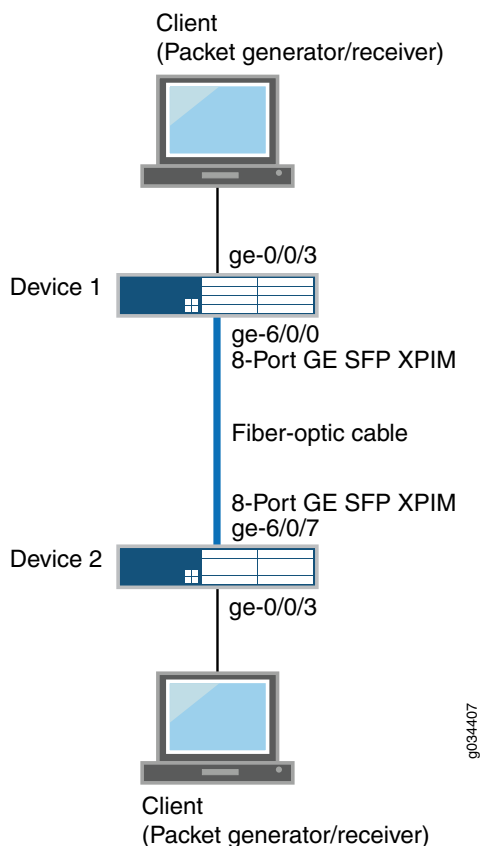 Client
(Packet generator/receiver)
ge-0/0/3
Device 1
ge-6/0/0
8-Port GE SFP XPIM
Fiber-optic cable
8-Port GE SFP XPIM
ge-6/0/7
Device 2
ge-0/0/3
g034407
Client
(Packet generator/receiver)